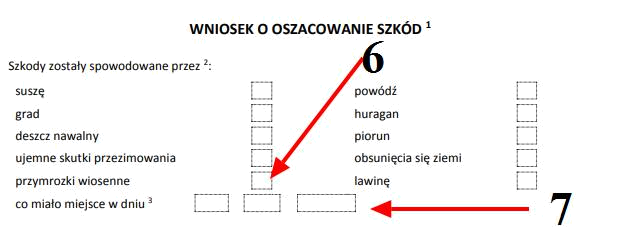 WNIOSEK O OSZACOWANIE SZKÓD 1
6
Szkody zostały spowodowane przez 2:
suszę powódź
grad huragan
deszcz nawalny piorun
ujemne skutki przezimowania obsunięcia się ziemi
przymrozki wiosenne lawinę
co miało miejsce w dniu 3
7